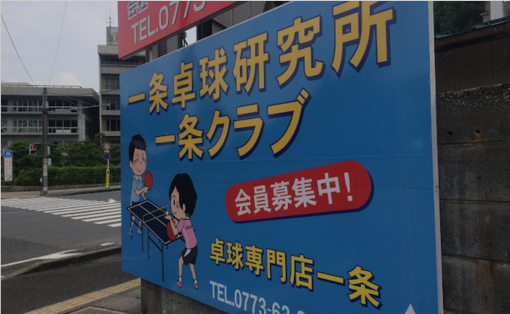 TEL.0773
一条卓球研究所
一条クラブ
会員募集中!
卓球専門店一条
TEL.0773-63